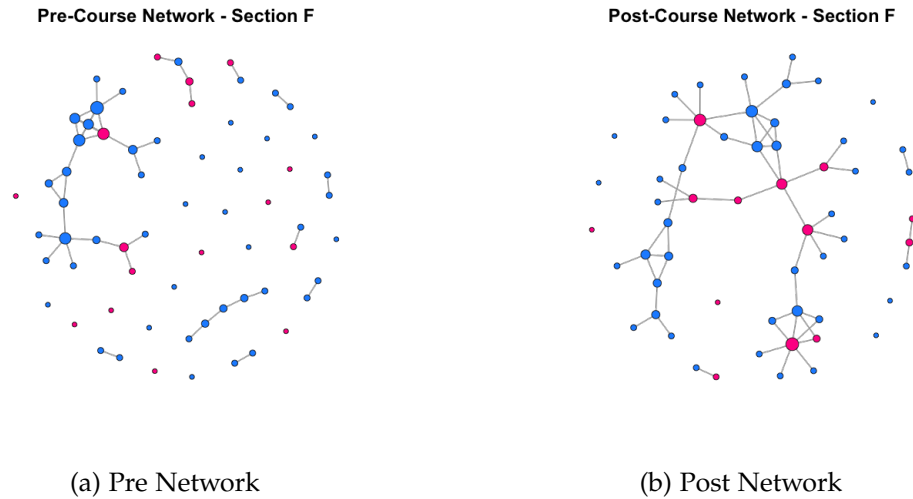 Pre-Course Network - Section F
Post-Course Network - Section F
(a) Pre Network
(b) Post Network